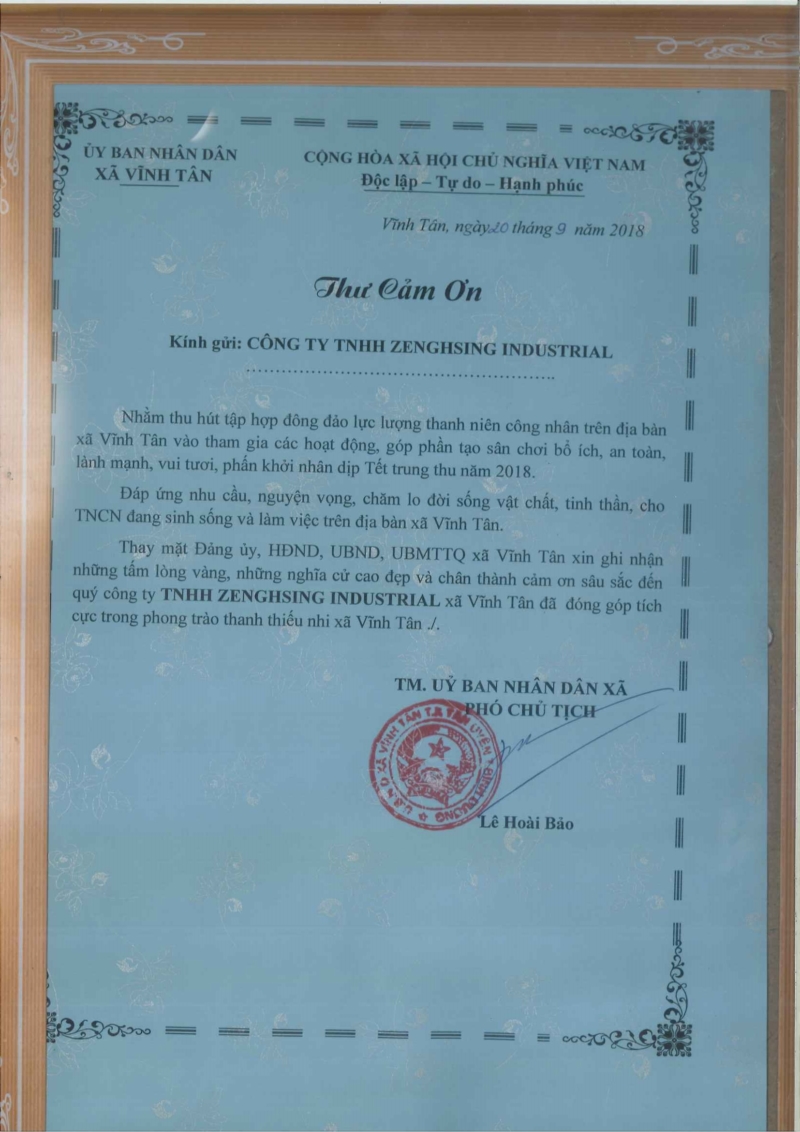 ỦY BAN NHÂN DÂN
XÃ VĨNH TÂN
CỘNG HÒA XÃ HỘI CHỦ NGHĨA VIỆT NAM
Độc lập – Tự do – Hạnh phúc
Vĩnh Tân, ngày 20 tháng 9 năm 2018
Thư Cảm Ơn
Kính gửi: CÔNG TY TNHH ZENGHSING INDUSTRIAL
Nhằm thu hút tập hợp đông đảo lực lượng thanh niên công nhân trên địa bàn
xã Vĩnh Tân vào tham gia các hoạt động, góp phần tạo sân chơi bổ ích, an toàn,
lành mạnh, vui tươi, phấn khởi nhân dịp Tết trung thu năm 2018.
Đáp ứng nhu cầu, nguyện vọng, chăm lo đời sống vật chất, tinh thần, cho
TNCN đang sinh sống và làm việc trên địa bàn xã Vĩnh Tân.
Thay mặt Đảng ủy, HĐND, UBND, UBMTTQ xã Vĩnh Tân xin ghi nhận
những tấm lòng vàng, những nghĩa cử cao đẹp và chân thành cảm ơn sâu sắc đến
quý công ty TNHH ZENGHSING INDUSTRIAL xã Vĩnh Tân đã đóng góp tích
cực trong phong trào thanh thiếu nhi xã Vĩnh Tân ./.
TM. UỶ BAN NHÂN DÂN XÃ
PHÓ CHỦ TỊCH
U.B.N.D XÃ VĨNH TÂN T.X TÂN UYÊN T. BÌNH DƯƠNG
Lê Hoài Bảo